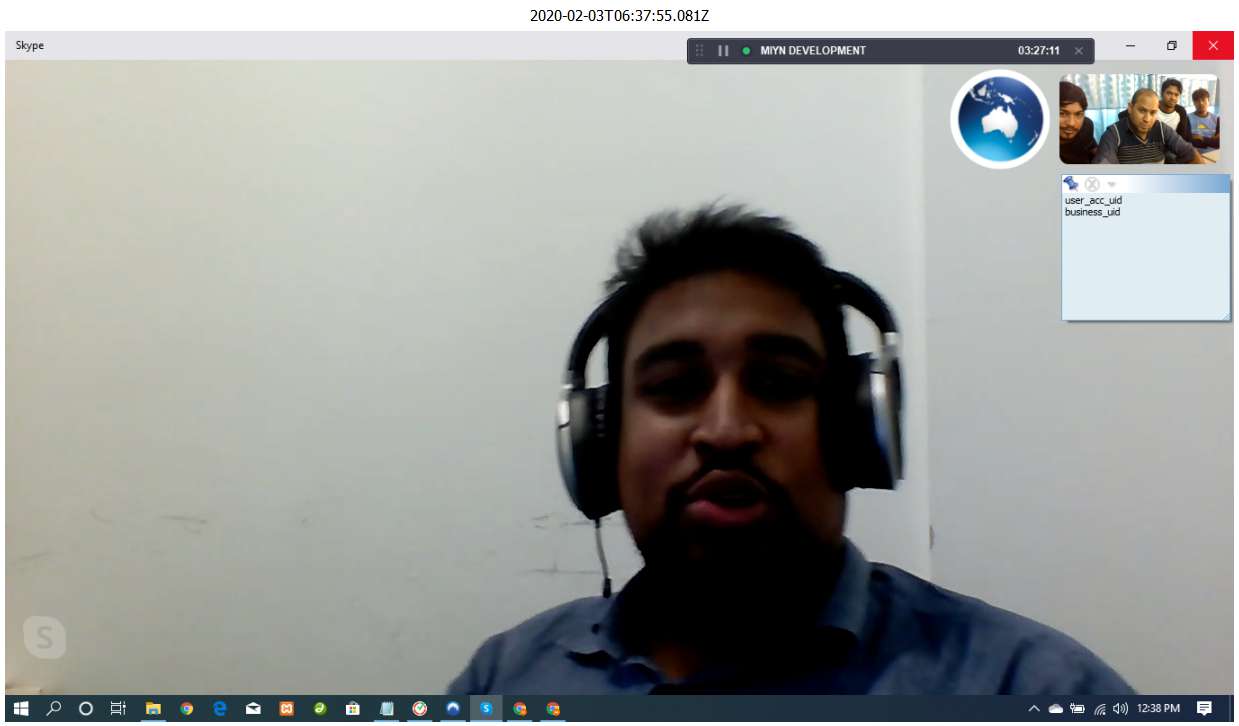 2020-02-03T06:37:55.081Z
Skype
MIYN DEVELOPMENT 03:27:11
user_acc_uid
business_uid
S
12:38 PM